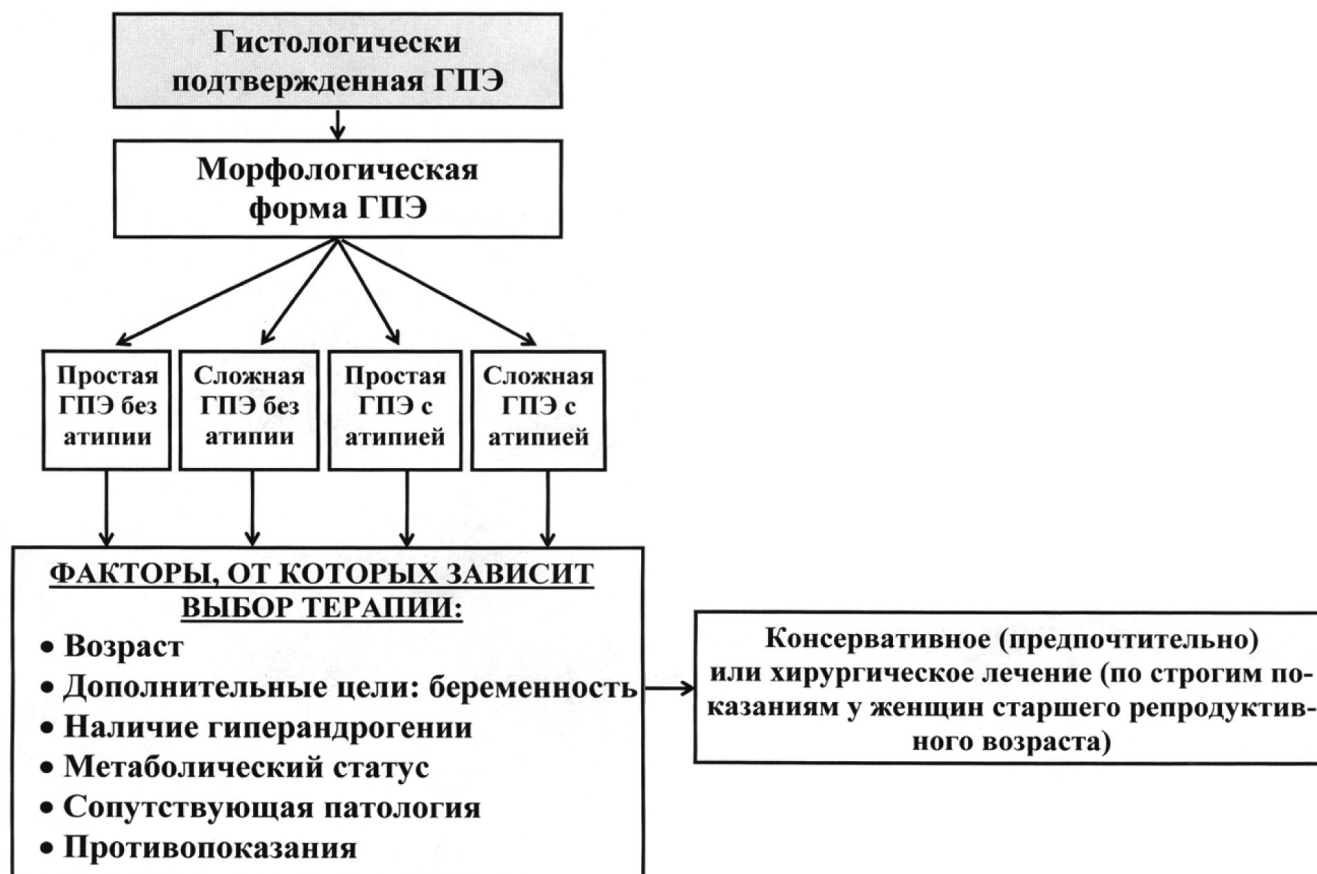 Гистологически
подтвержденная ГПЭ
Морфологическая
форма ГПЭ
Простая
ГПЭ без
атипии
Сложная
ГПЭ без
атипии
Простая
ГПЭ с
атипией
Сложная
ГПЭ с
атипией
ФАКТОРЫ, ОТ КОТОРЫХ ЗАВИСИТ
ВЫБОР ТЕРАПИИ:
• Возраст
• Дополнительные цели: беременность
• Наличие гиперандрогении
• Метаболический статус
• Сопутствующая патология
• Противопоказания
Консервативное (предпочтительно)
или хирургическое лечение (по строгим по-
казаниям у женщин старшего репродуктив-
ного возраста)